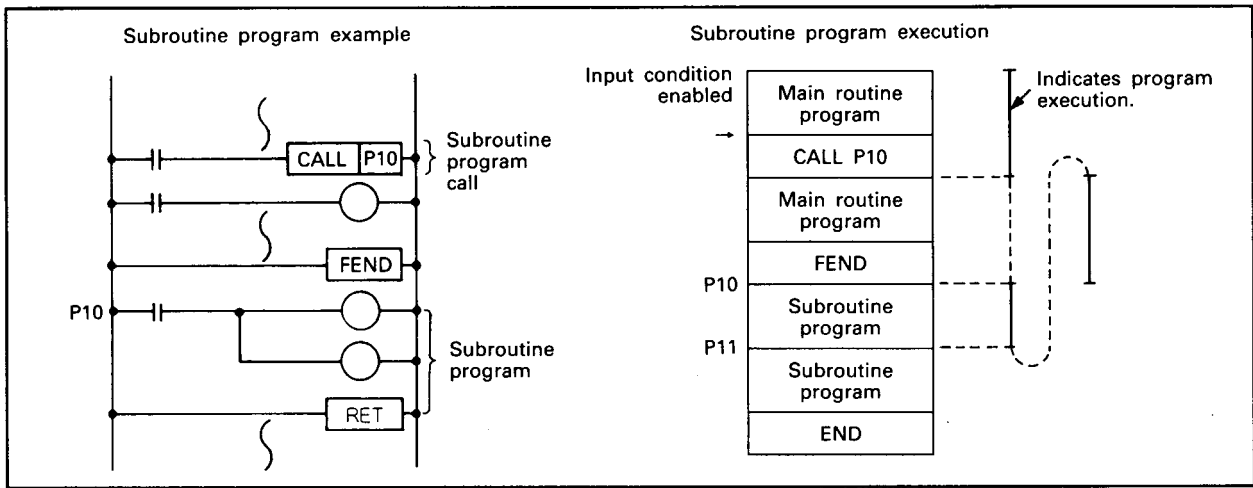 Subroutine program example
CALL P10
Subroutine
program
call
FEND
P10
Subroutine
program
RET
Subroutine program execution
Input condition
enabled
→
Main routine
program
CALL P10
Main routine
program
FEND
P10
Subroutine
program
P11
Subroutine
program
END
Indicates program
execution.